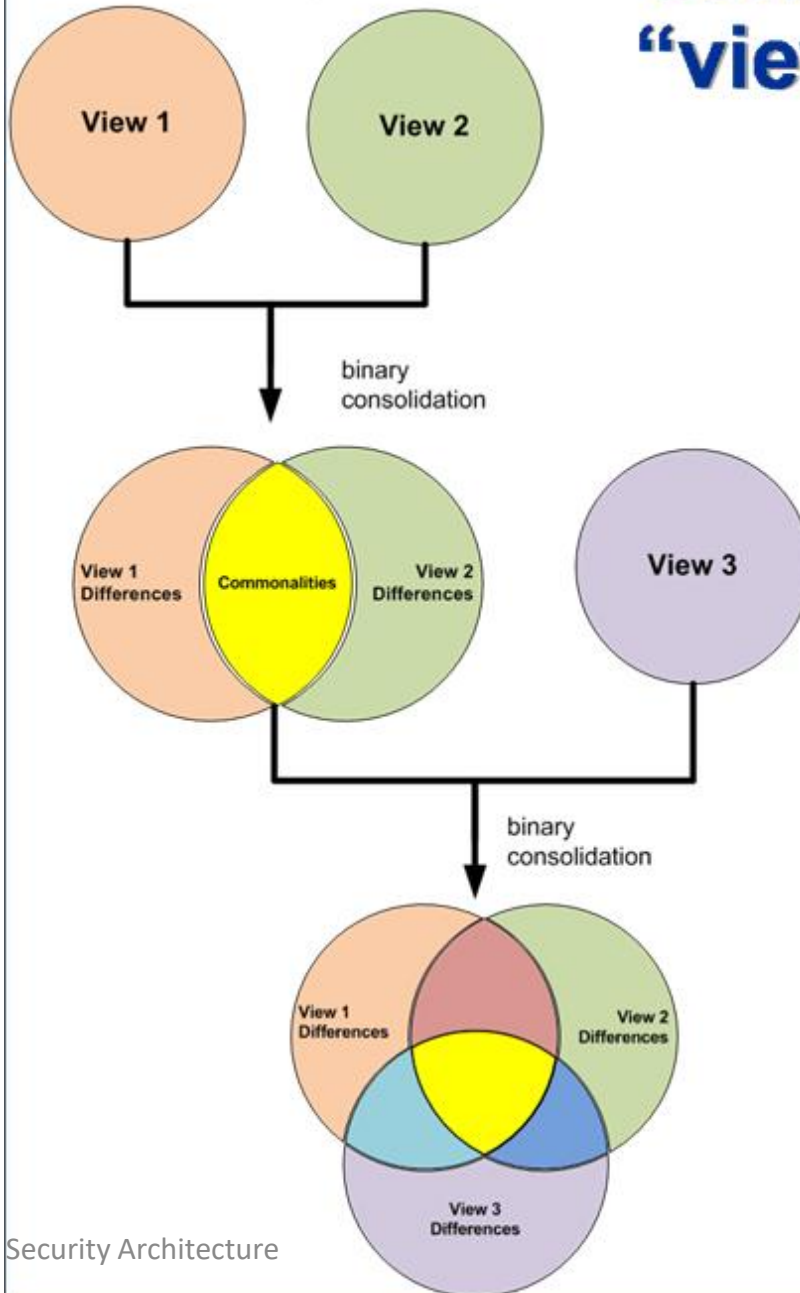 View 1
View 2
binary
consolidation
View 1
Differences
Commonalities
View 2
Differences
View 3
binary
consolidation
View 1
Differences
View 2
Differences
View 3
Differences
Security Architecture